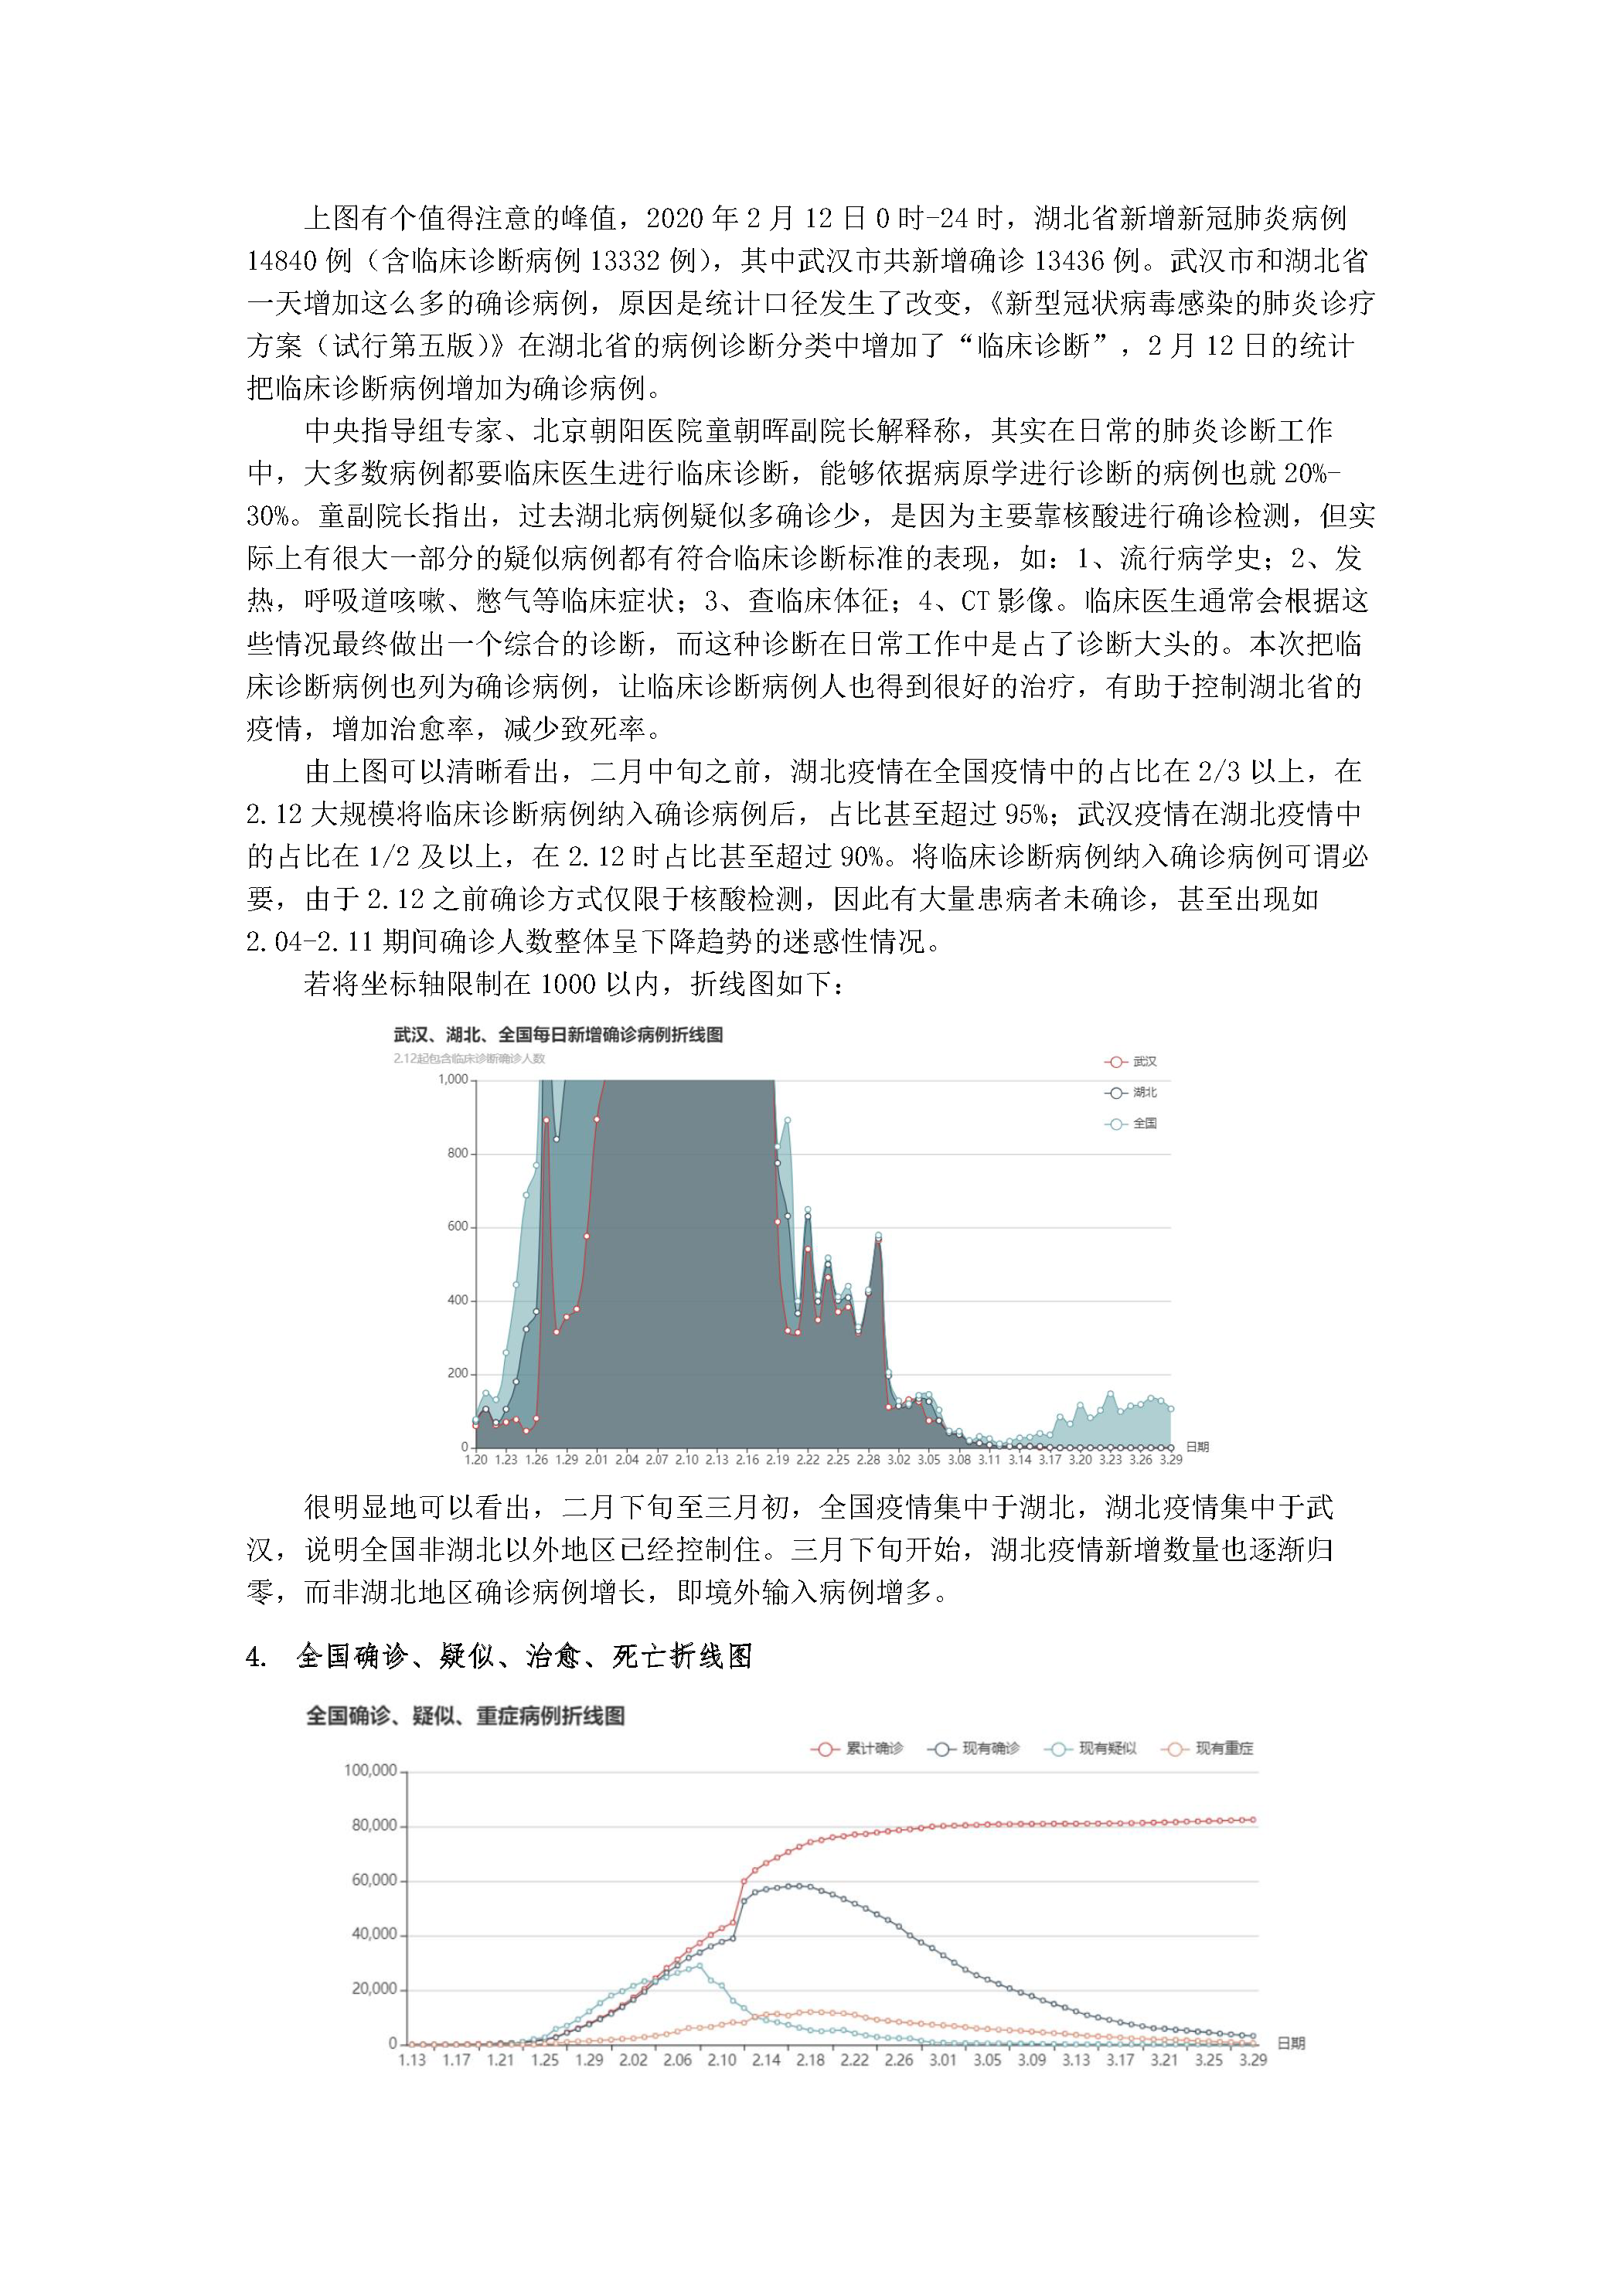 上图有个值得注意的峰值，2020 年 2 月 12 日 0 时-24 时，湖北省新增新冠肺炎病例
14840 例（含临床诊断病例 13332 例），其中武汉市共新增确诊 13436 例。武汉市和湖北省
一天增加这么多的确诊病例，原因是统计口径发生了改变，《新型冠状病毒感染的肺炎诊疗
方案（试行第五版）》在湖北省的病例诊断分类中增加了“临床诊断”，2 月 12 日的统计
把临床诊断病例增加为确诊病例。
中央指导组专家、北京朝阳医院童朝晖副院长解释称，其实在日常的肺炎诊断工作
中，大多数病例都要临床医生进行临床诊断，能够依据病原学进行诊断的病例也就 20%-
30%。童副院长指出，过去湖北病例疑似多确诊少，是因为主要靠核酸进行确诊检测，但实
际上有很大一部分的疑似病例都有符合临床诊断标准的表现，如：1、流行病学史；2、发
热，呼吸道咳嗽、憋气等临床症状；3、查临床体征；4、CT 影像。临床医生通常会根据这
些情况最终做出一个综合的诊断，而这种诊断在日常工作中是占了诊断大头的。本次把临
床诊断病例也列为确诊病例，让临床诊断病例人也得到很好的治疗，有助于控制湖北省的
疫情，增加治愈率，减少致死率。
由上图可以清晰看出，二月中旬之前，湖北疫情在全国疫情中的占比在 2/3 以上，在
2.12 大规模将临床诊断病例纳入确诊病例后，占比甚至超过 95%；武汉疫情在湖北疫情中
的占比在 1/2 及以上，在 2.12 时占比甚至超过 90%。将临床诊断病例纳入确诊病例可谓必
要，由于 2.12 之前确诊方式仅限于核酸检测，因此有大量患病者未确诊，甚至出现如
2.04-2.11 期间确诊人数整体呈下降趋势的迷惑性情况。
若将坐标轴限制在 1000 以内，折线图如下：
武汉、湖北、全国每日新增确诊病例折线图
2.12起包含临床诊断确诊人数
武汉
湖北
全国
1,000
800
600
400
200
0
日期
1.20 1.23 1.26 1.29 2.01 2.04 2.07 2.10 2.13 2.16 2.19 2.22 2.25 2.28 3.02 3.05 3.08 3.11 3.14 3.17 3.20 3.23 3.26 3.29
很明显地可以看出，二月下旬至三月初，全国疫情集中于湖北，湖北疫情集中于武
汉，说明全国非湖北以外地区已经控制住。三月下旬开始，湖北疫情新增数量也逐渐归
零，而非湖北地区确诊病例增长，即境外输入病例增多。
4. 全国确诊、疑似、治愈、死亡折线图
全国确诊、疑似、重症病例折线图
累计确诊 现有确诊 现有疑似 现有重症
100,000
80,000
60,000
40,000
20,000
0
日期
1.13 1.17 1.21 1.25 1.29 2.02 2.06 2.10 2.14 2.18 2.22 2.26 3.01 3.05 3.09 3.13 3.17 3.21 3.25 3.29